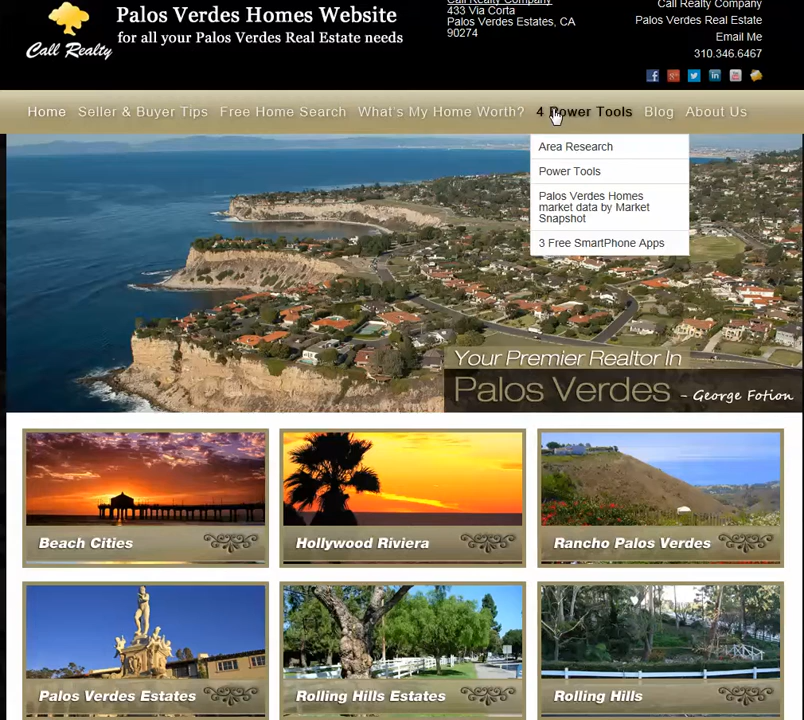 Palos Verdes Homes Website
for all your Palos Verdes Real Estate needs
Call Realty
Call Realty Company
433 Via Corta
Palos Verdes Estates, CA
90274
Call Realty Company
Palos Verdes Real Estate
Email Me
310.346.6467
Home Seller & Buyer Tips Free Home Search What's My Home Worth? 4 Power Tools Blog About Us
Area Research
Power Tools
Palos Verdes Homes
market data by Market
Snapshot
3 Free SmartPhone Apps
Your Premier Realtor In
Palos Verdes - George Fotion
Beach Cities
Hollywood Riviera
Rancho Palos Verdes
Palos Verdes Estates
Rolling Hills Estates
Rolling Hills